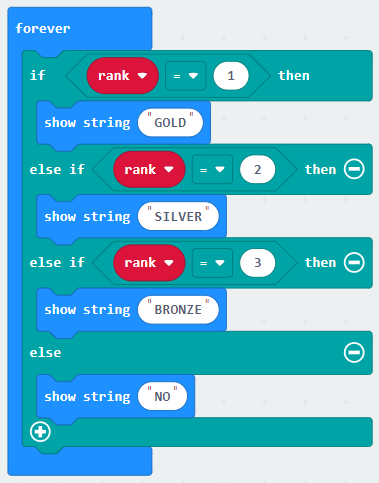 forever
if rank = 1 then
show string "GOLD"
else if rank = 2 then
show string "SILVER"
else if rank = 3 then
show string "BRONZE"
else
show string "NO"